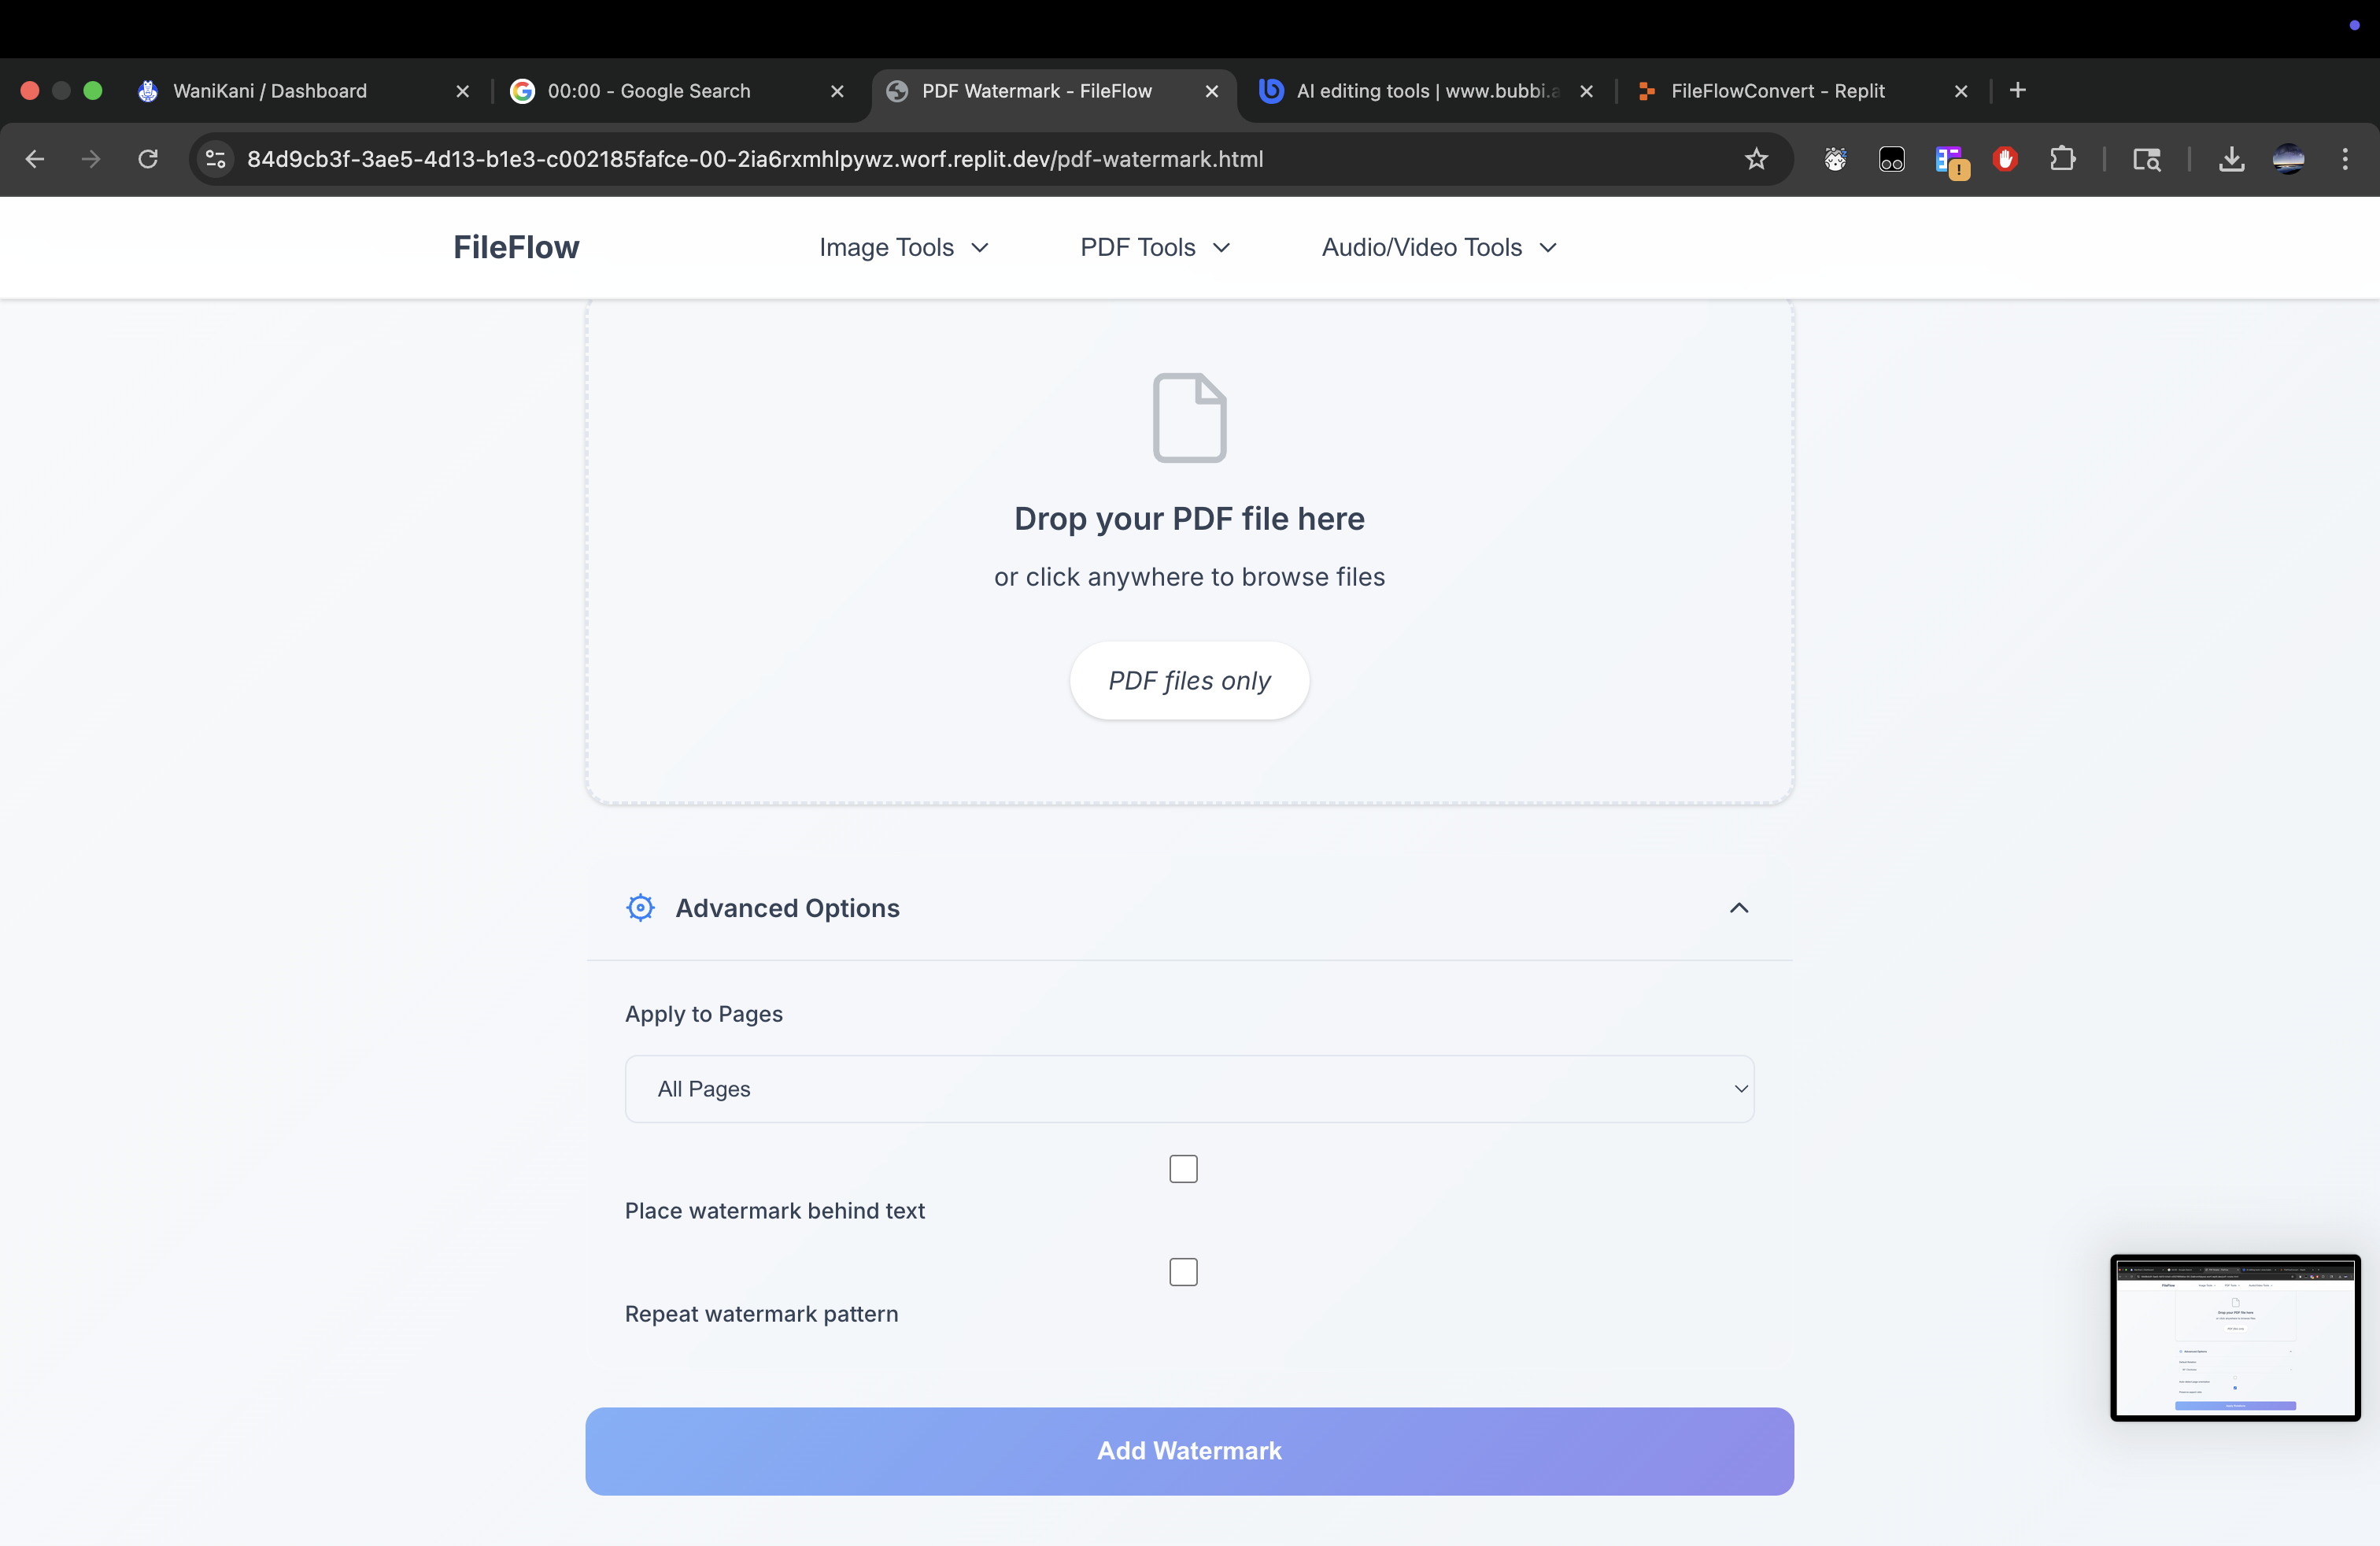 WaniKani / Dashboard
00:00 - Google Search
PDF Watermark - FileFlow
AI editing tools | www.bubbi.a
FileFlowConvert - Replit
84d9cb3f-3ae5-4d13-b1e3-c002185fafce-00-2ia6rxmhlpywz.worf.replit.dev/pdf-watermark.html
FileFlow
Image Tools
PDF Tools
Audio/Video Tools
Drop your PDF file here
or click anywhere to browse files
PDF files only
Advanced Options
Apply to Pages
All Pages
Place watermark behind text
Repeat watermark pattern
Add Watermark